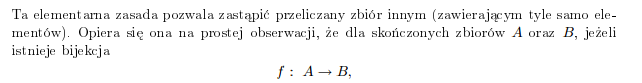 Ta elementarna zasada pozwala zastąpić przeliczany zbiór innym (zawierającym tyle samo ele-
mentów). Opiera się ona na prostej obserwacji, że dla skończonych zbiorów A oraz B, jeżeli
istnieje bijekcja
f : A → B,